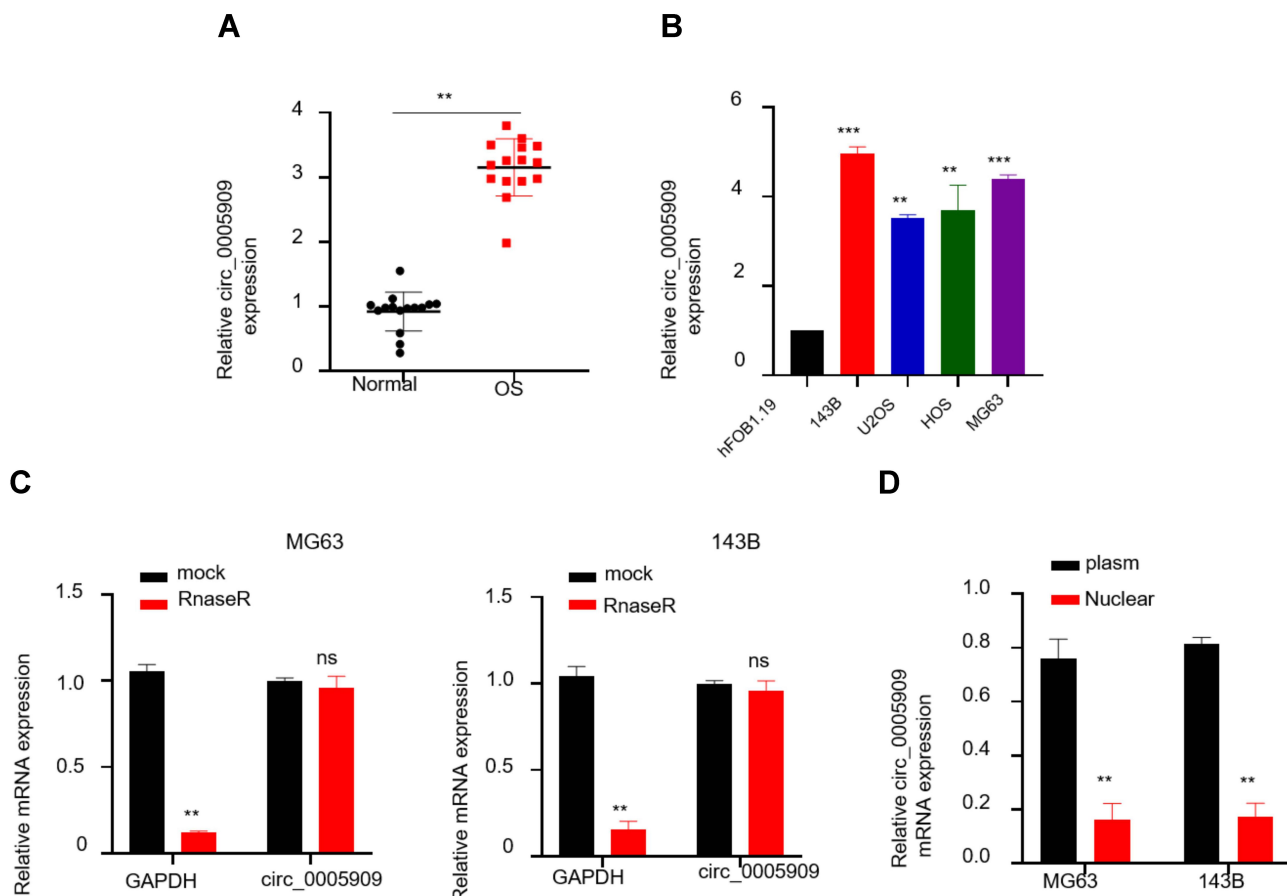 A
Relative circ_0005909
expression
**
4
3
2
1
0
Normal
OS
B
Relative circ_0005909
expression
6
4
2
0
***
**
**
***
hFOB1.19
143B
U2OS
HOS
MG63
C
MG63
mock
RnaseR
Relative mRNA expression
1.5
1.0
0.5
0
**
ns
GAPDH
circ_0005909
143B
mock
RnaseR
Relative mRNA expression
1.5
1.0
0.5
0
**
ns
GAPDH
circ_0005909
D
plasm
Nuclear
Relative circ_0005909
mRNA expression
1.0
0.8
0.6
0.4
0.2
0.0
**
**
MG63
143B